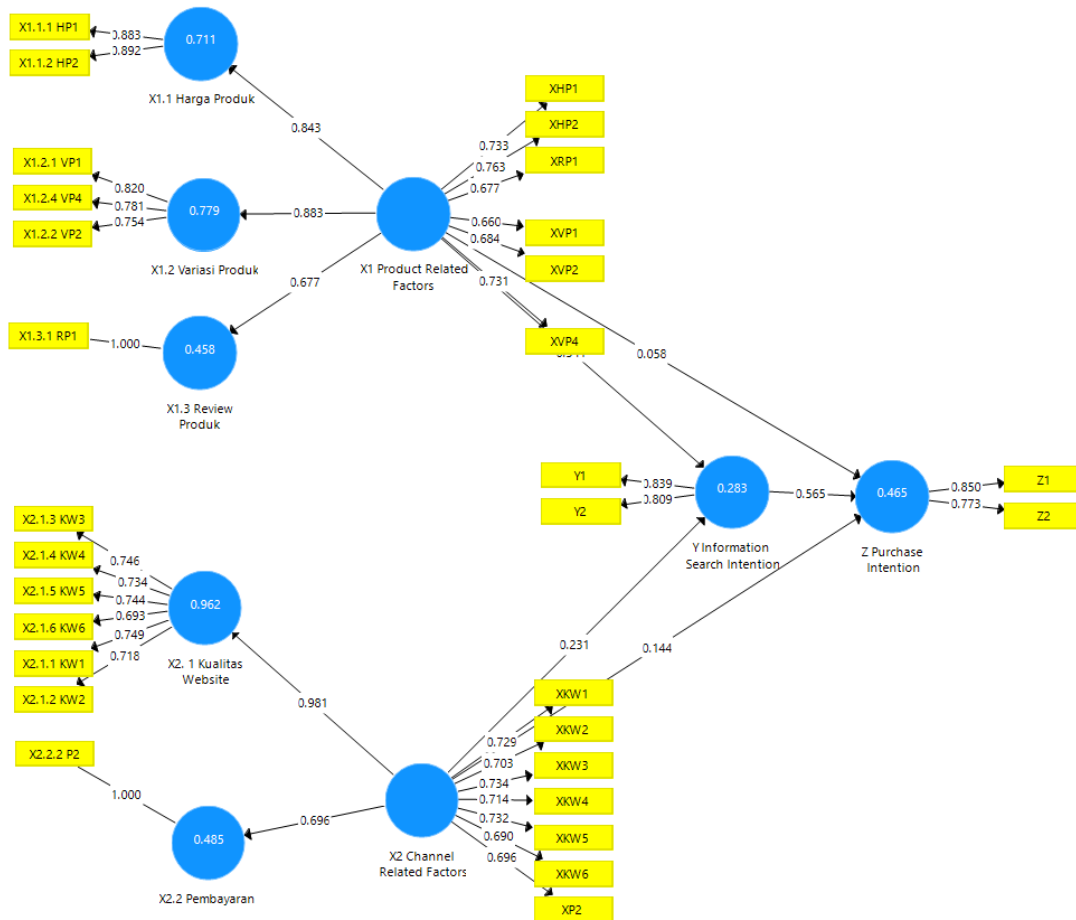 X1.1.1 HP1
X1.1.2 HP2
0.883
0.892
0.711
X1.1 Harga Produk
0.843
X1.2.1 VP1
X1.2.4 VP4
X1.2.2 VP2
0.820
0.781
0.754
0.779
X1.2 Variasi Produk
0.883
X1.3.1 RP1
1.000
0.458
X1.3 Review
Produk
0.677
X1 Product Related
Factors
XHP1
XHP2
XRP1
XVP1
XVP2
XVP4
0.733
0.763
0.677
0.660
0.684
0.731
0.058
Y1
Y2
0.839
0.809
0.283
Y Information
Search Intention
0.565
0.465
Z Purchase
Intention
0.850
0.773
Z1
Z2
X2.1.3 KW3
X2.1.4 KW4
X2.1.5 KW5
X2.1.6 KW6
X2.1.1 KW1
X2.1.2 KW2
0.746
0.734
0.744
0.693
0.749
0.718
0.962
X2. 1 Kualitas
Website
0.981
0.231
0.144
X2.2.2 P2
1.000
0.485
X2.2 Pembayaran
0.696
X2 Channel
Related Factors
XKW1
XKW2
XKW3
XKW4
XKW5
XKW6
XP2
0.729
0.703
0.734
0.714
0.732
0.690
0.696